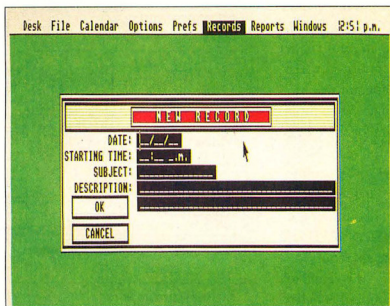 Desk File Calendar Options Prefs Records Reports Windows 12:51 p.m.
NEW RECORD
DATE: __/__/__
STARTING TIME: __:__ _.m.
SUBJECT:
DESCRIPTION:
OK
CANCEL